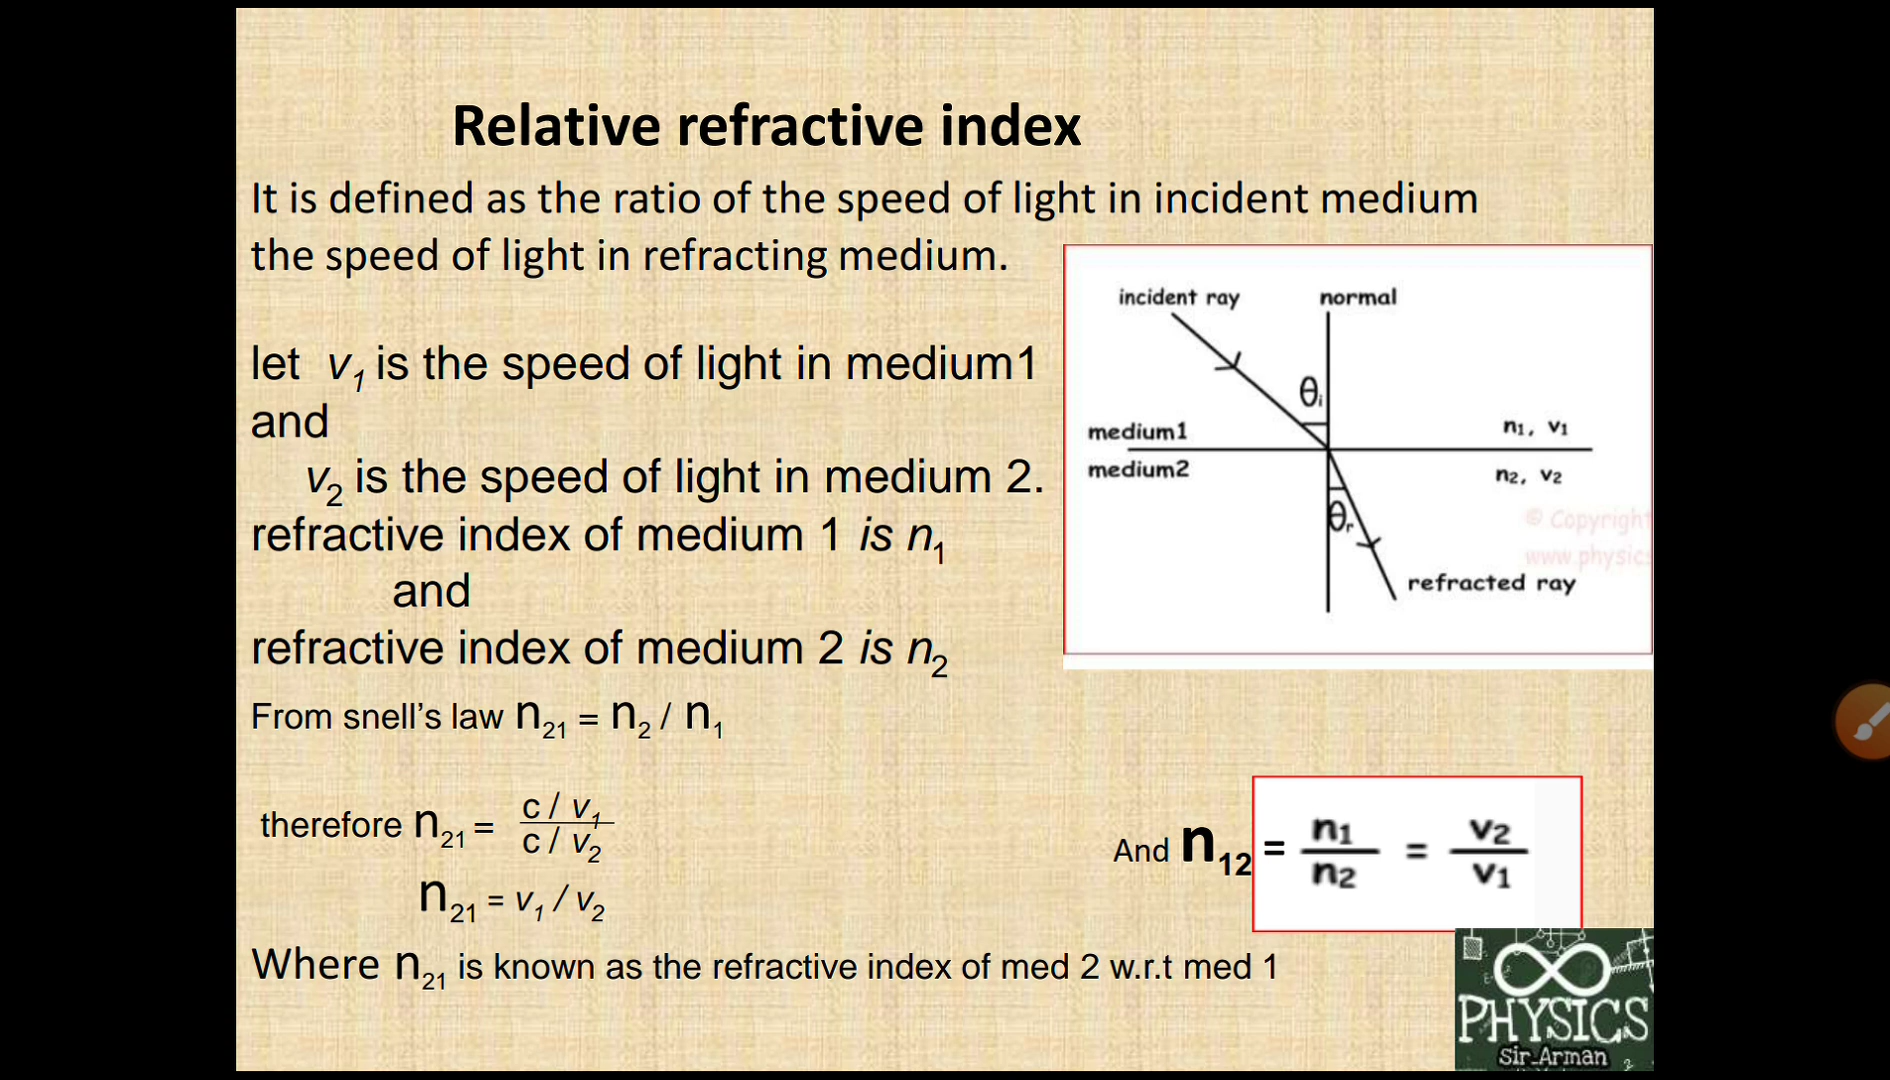 Relative refractive index
It is defined as the ratio of the speed of light in incident medium
the speed of light in refracting medium.
let v₁ is the speed of light in medium1
and
v₂ is the speed of light in medium 2.
refractive index of medium 1 is n₁
and
refractive index of medium 2 is n₂
From snell's law n₂₁ = n₂ / n₁
therefore n₂₁ =
c / v₁
c / v₂
n₂₁ = v₁ / v₂
Where n₂₁ is known as the refractive index of med 2 w.r.t med 1
incident ray normal
θᵢ
medium1 n₁, v₁
medium2 n₂, v₂
θᵣ
© Copyright
www.physic
refracted ray
And n₁₂ = n₁ / n₂ = v₂ / v₁
PHYSICS
Sir Arman